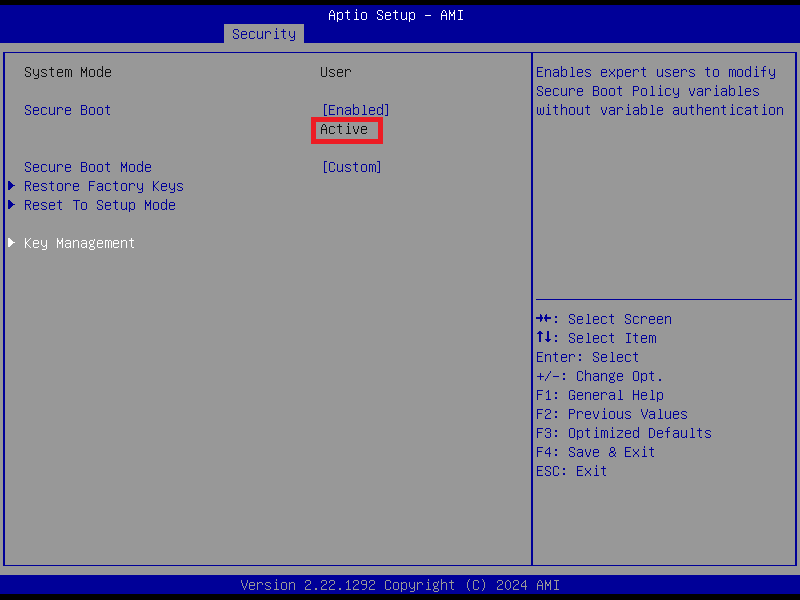 Aptio Setup - AMI
Security
System Mode User
Secure Boot [Enabled]
Active
Secure Boot Mode [Custom]
Restore Factory Keys
Reset To Setup Mode
Key Management
Enables expert users to modify
Secure Boot Policy variables
without variable authentication
→←: Select Screen
↑↓: Select Item
Enter: Select
+/-: Change Opt.
F1: General Help
F2: Previous Values
F3: Optimized Defaults
F4: Save & Exit
ESC: Exit
Version 2.22.1292 Copyright (C) 2024 AMI